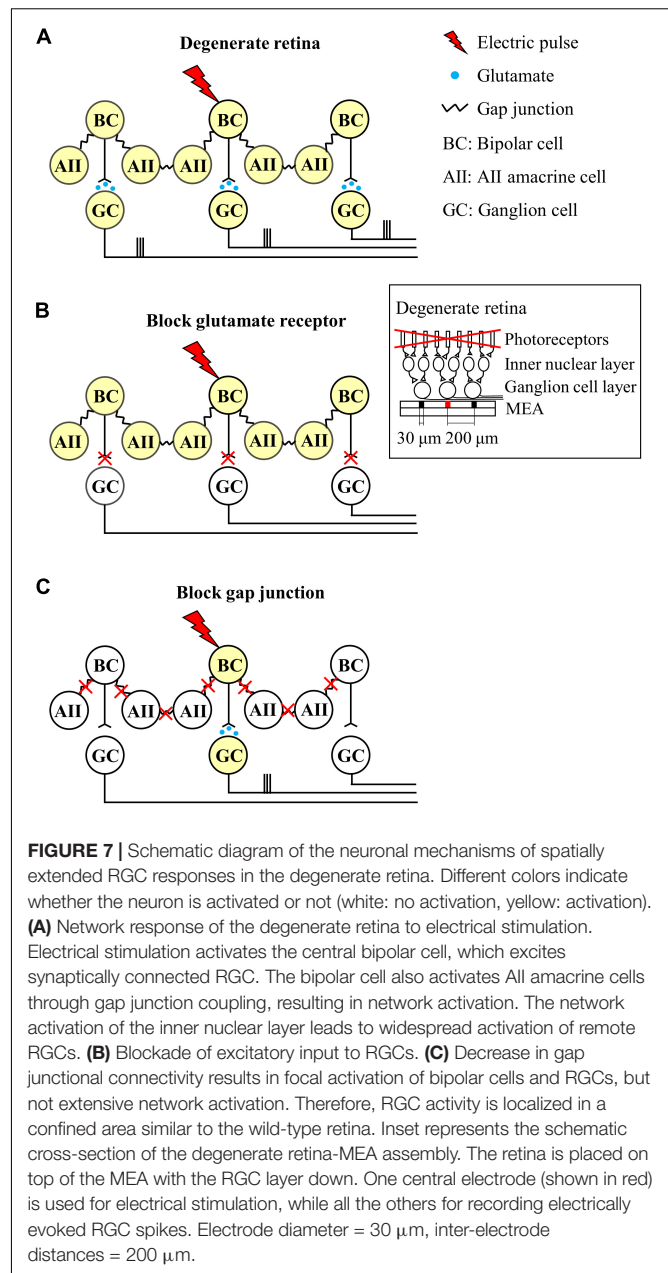 A
Degenerate retina
Electric pulse
Glutamate
Gap junction
BC: Bipolar cell
AII: AII amacrine cell
GC: Ganglion cell
BC BC BC
AII AII AII AII AII
GC GC GC
B
Block glutamate receptor
BC BC BC
AII AII AII AII AII
GC GC GC
Degenerate retina
Photoreceptors
Inner nuclear layer
Ganglion cell layer
MEA
30 μm 200 μm
C
Block gap junction
BC BC BC
AII AII AII AII AII
GC GC GC
FIGURE 7 | Schematic diagram of the neuronal mechanisms of spatially
extended RGC responses in the degenerate retina. Different colors indicate
whether the neuron is activated or not (white: no activation, yellow: activation).
(A) Network response of the degenerate retina to electrical stimulation.
Electrical stimulation activates the central bipolar cell, which excites
synaptically connected RGC. The bipolar cell also activates AII amacrine cells
through gap junction coupling, resulting in network activation. The network
activation of the inner nuclear layer leads to widespread activation of remote
RGCs. (B) Blockade of excitatory input to RGCs. (C) Decrease in gap
junctional connectivity results in focal activation of bipolar cells and RGCs, but
not extensive network activation. Therefore, RGC activity is localized in a
confined area similar to the wild-type retina. Inset represents the schematic
cross-section of the degenerate retina-MEA assembly. The retina is placed on
top of the MEA with the RGC layer down. One central electrode (shown in red)
is used for electrical stimulation, while all the others for recording electrically
evoked RGC spikes. Electrode diameter = 30 μm, inter-electrode
distances = 200 μm.